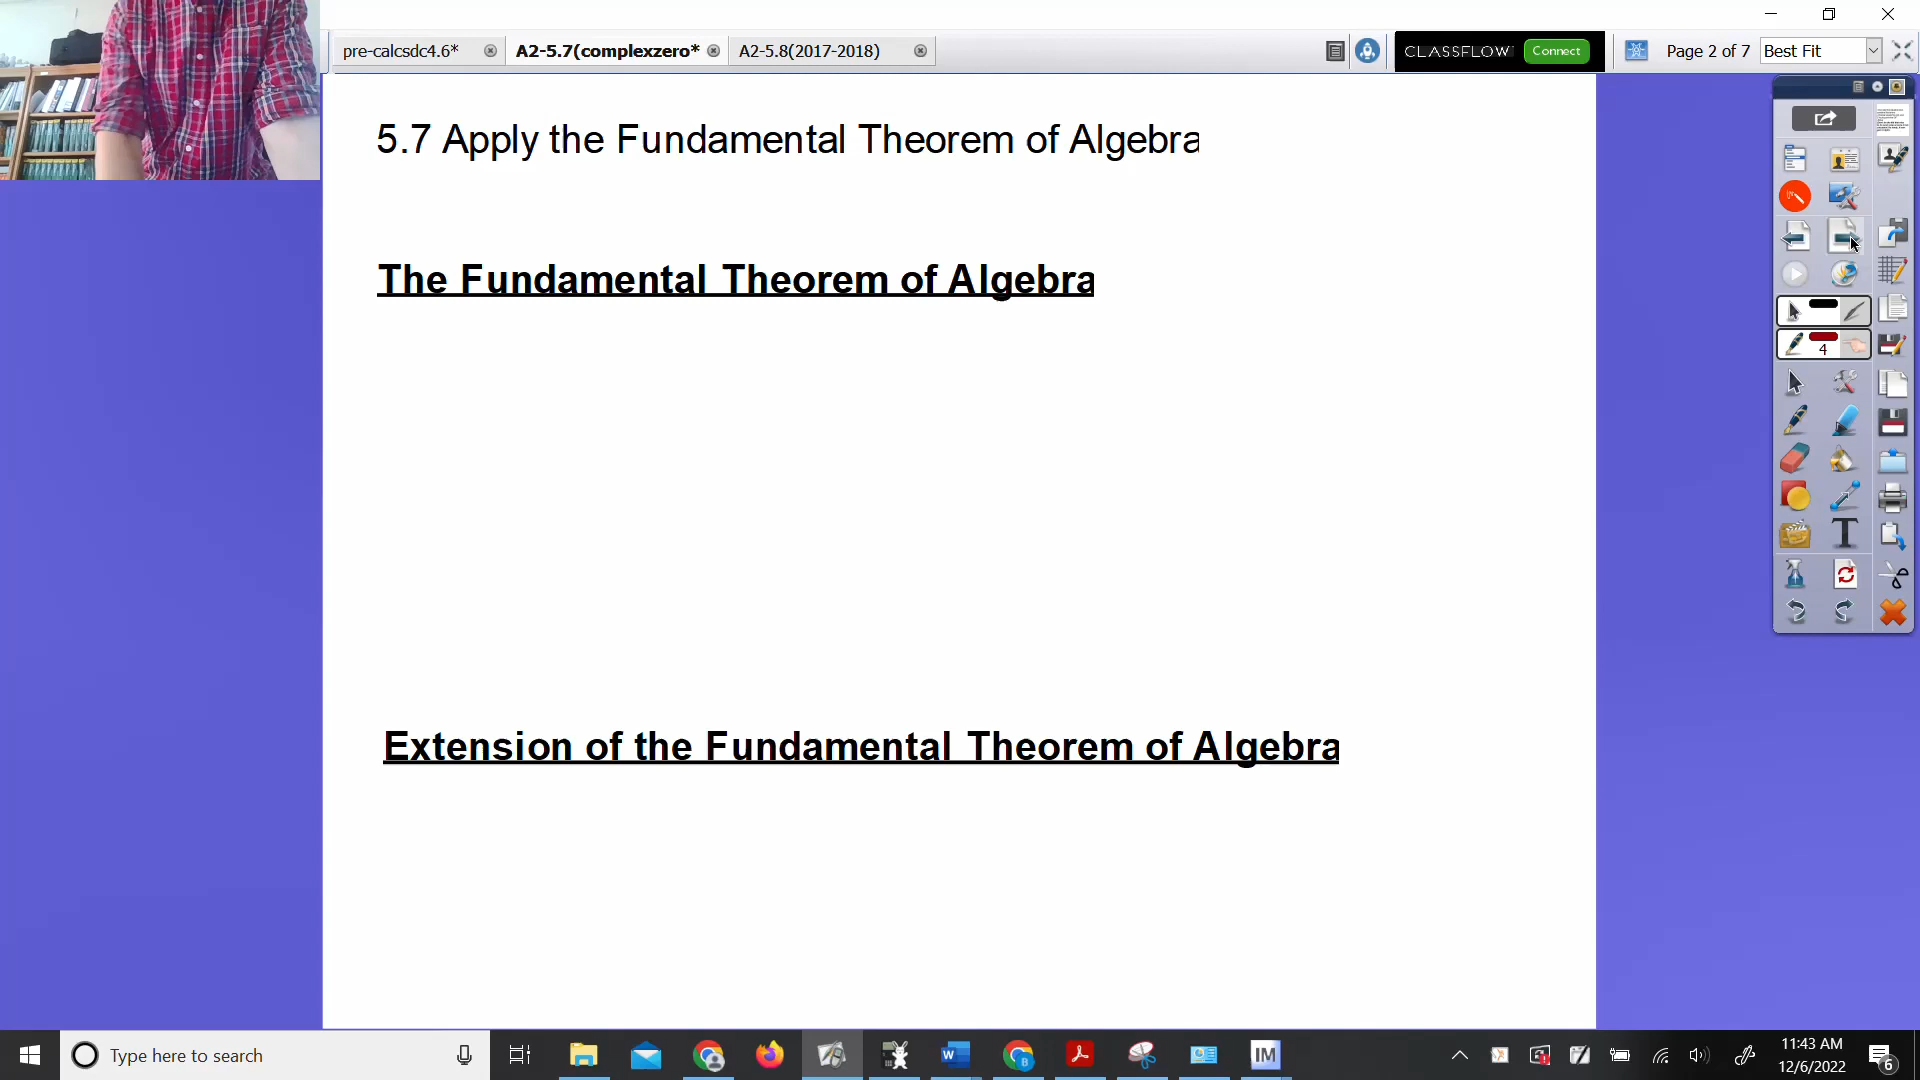 pre-calcsdc4.6*
A2-5.7(complexzero*
A2-5.8(2017-2018)
CLASSFLOW
Connect
Page 2 of 7
Best Fit
5.7 Apply the Fundamental Theorem of Algebra
The Fundamental Theorem of Algebra
4
T
Extension of the Fundamental Theorem of Algebra
Type here to search
W
B
IM
11:43 AM
12/6/2022
6